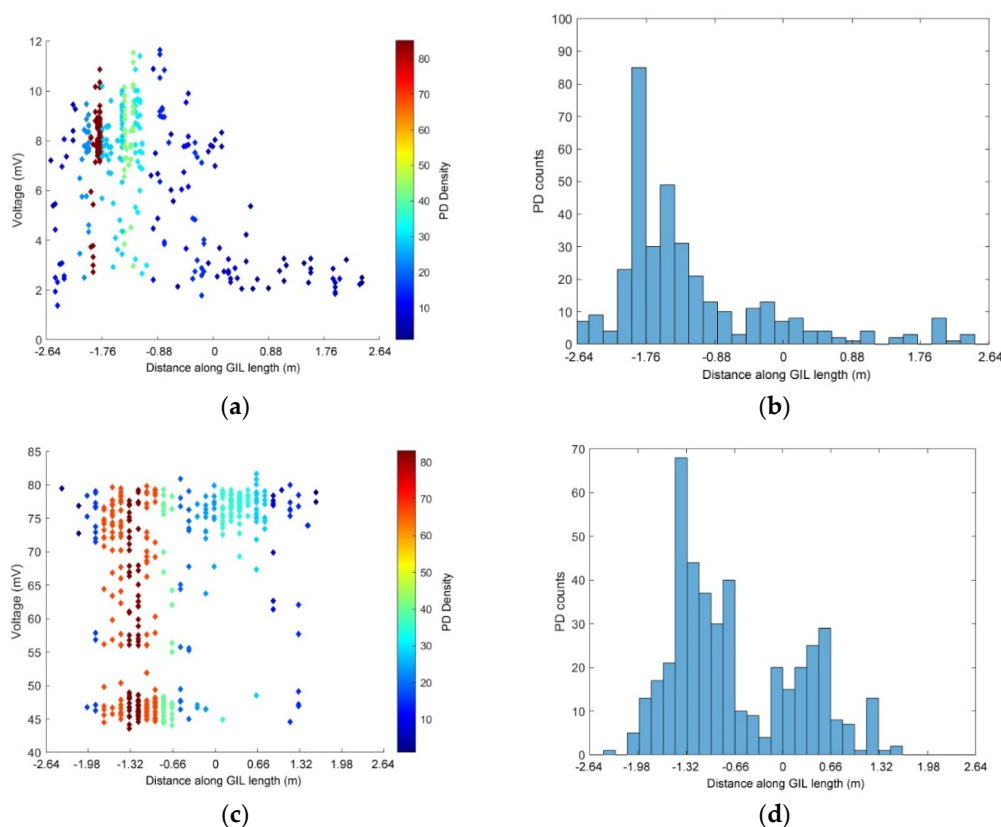 12
10
8
6
4
2
0
Voltage (mV)
-2.64 -1.76 -0.88 0 0.88 1.76 2.64
Distance along GIL length (m)
80
70
60
50
40
30
20
10
PD Density
(a)
100
90
80
70
60
50
40
30
20
10
0
PD counts
-2.64 -1.76 -0.88 0 0.88 1.76 2.64
Distance along GIL length (m)
(b)
85
80
75
70
65
60
55
50
45
40
Voltage (mV)
-2.64 -1.98 -1.32 -0.66 0 0.66 1.32 1.98 2.64
Distance along GIL length (m)
80
70
60
50
40
30
20
10
PD Density
(c)
70
60
50
40
30
20
10
0
PD counts
-2.64 -1.98 -1.32 -0.66 0 0.66 1.32 1.98 2.64
Distance along GIL length (m)
(d)